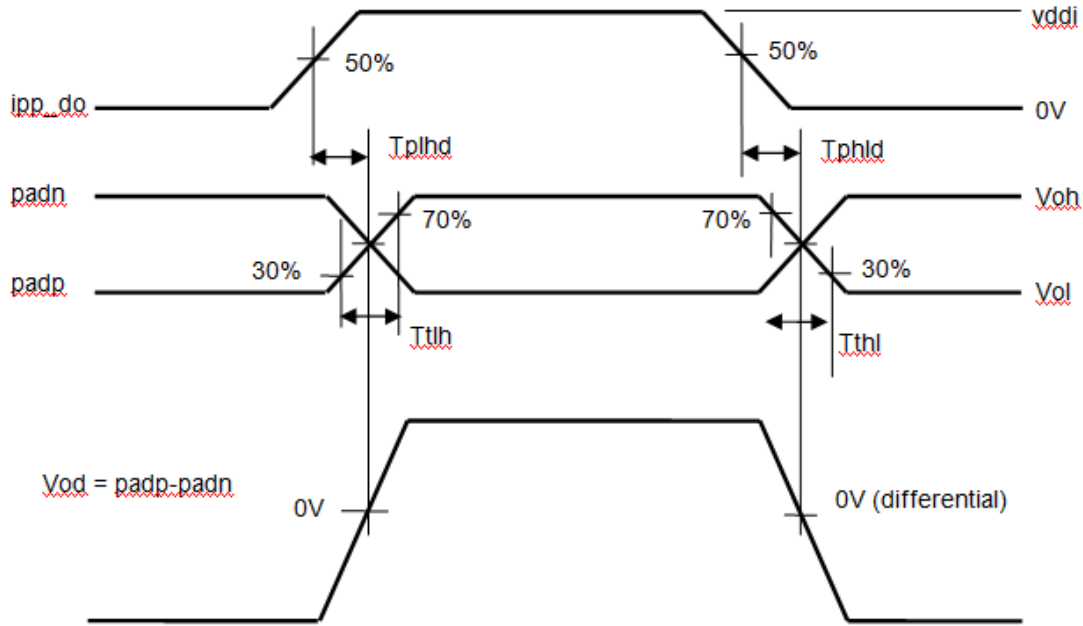 vddi
50%
50%
ipp_do
0V
Tplhd
Tphld
padn
Voh
70%
70%
30%
30%
padp
Vol
Ttlh
Tthl
Vod = padp-padn
0V
0V (differential)